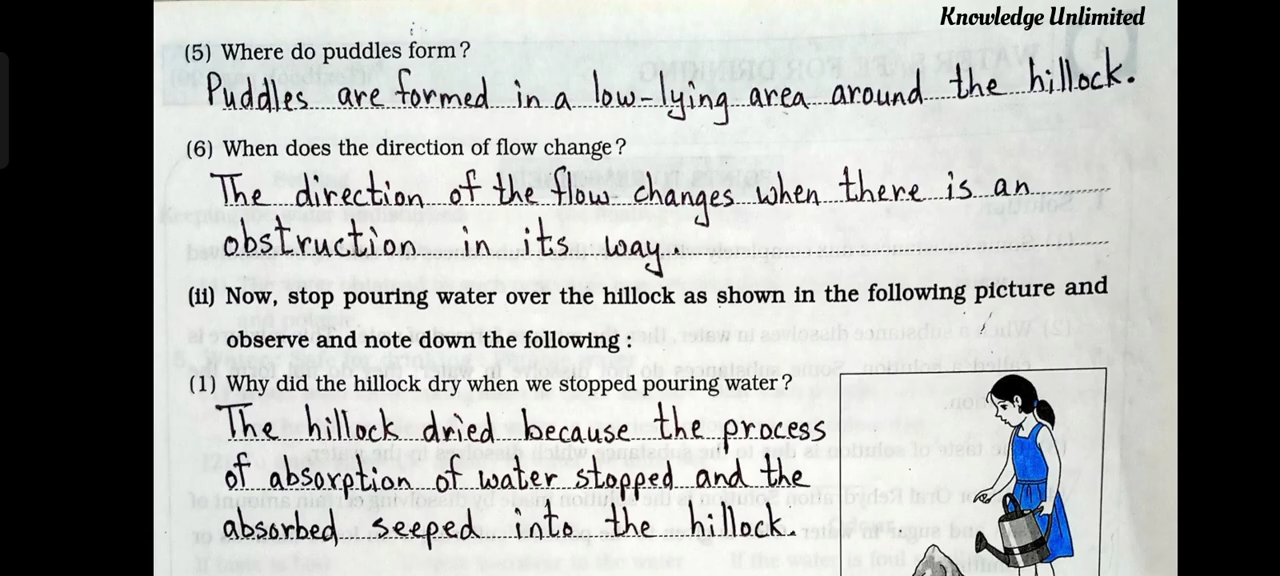 Knowledge Unlimited
(5) Where do puddles form?
Puddles are formed in a low-lying area around the hillock.
(6) When does the direction of flow change?
The direction of the flow changes when there is an
obstruction in its way.
(ii) Now, stop pouring water over the hillock as shown in the following picture and
observe and note down the following :
(1) Why did the hillock dry when we stopped pouring water?
The hillock dried because the process
of absorption of water stopped and the
absorbed seeped into the hillock.